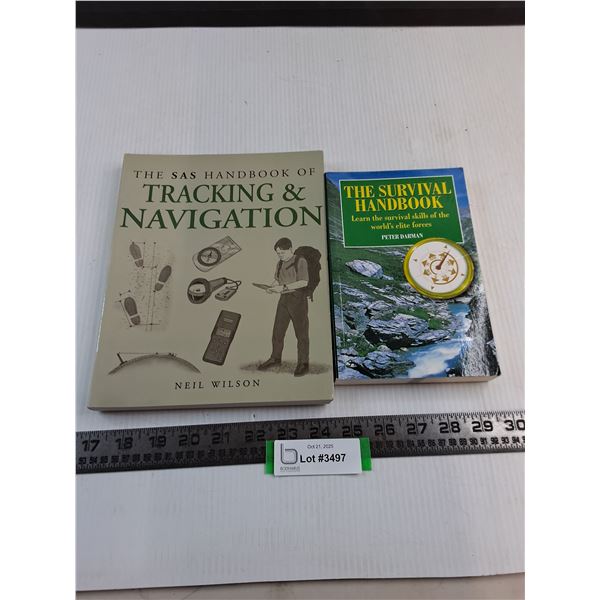 THE SAS HANDBOOK OF
TRACKING &
NAVIGATION
NEIL WILSON
THE SURVIVAL
HANDBOOK
Learn the survival skills of the
world's elite forces
PETER DARMAN
17 18 19 20 21 22 23 24 25 26 27 28 29 30
Oct 21, 2025
Lot #3497